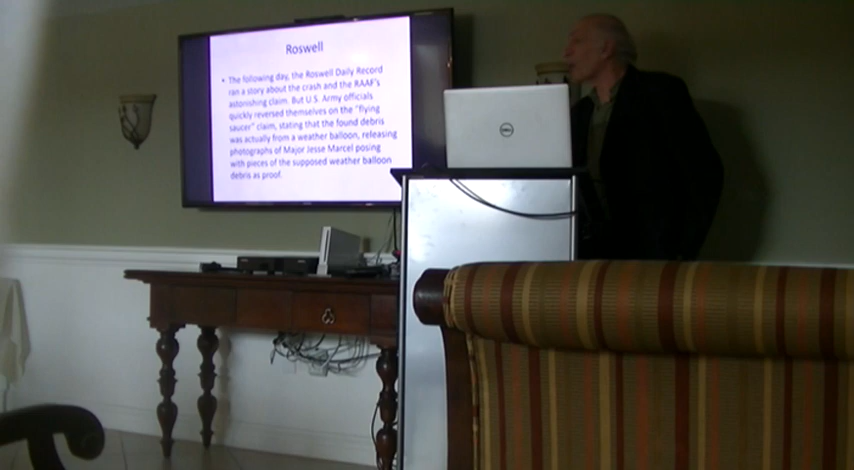 Roswell
• The following day, the Roswell Daily Record
ran a story about the crash and the RAAF's
astonishing claim. But U.S. Army officials
quickly reversed themselves on the "flying
saucer" claim, stating that the found debris
was actually from a weather balloon, releasing
photographs of Major Jesse Marcel posing
with pieces of the supposed weather balloon
debris as proof.
DELL